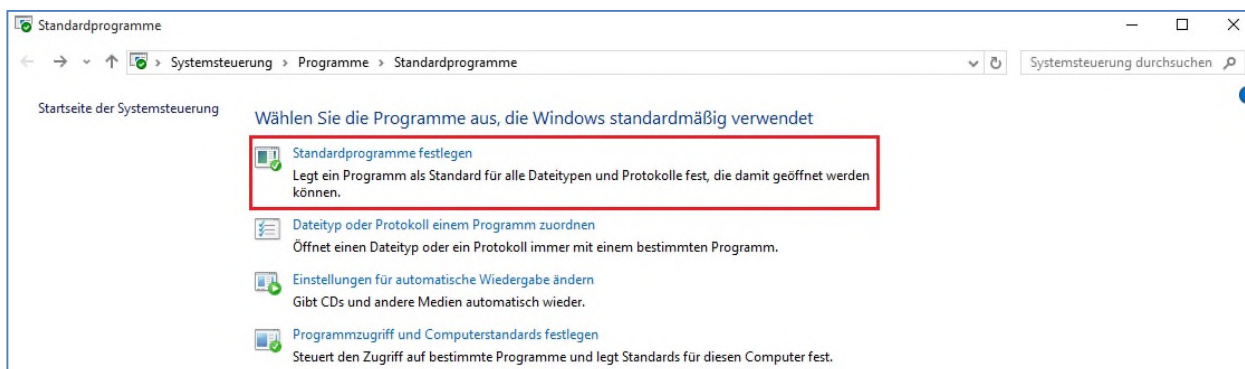 Standardprogramme
Systemsteuerung > Programme > Standardprogramme
Systemsteuerung durchsuchen
Startseite der Systemsteuerung
Wählen Sie die Programme aus, die Windows standardmäßig verwendet
Standardprogramme festlegen
Legt ein Programm als Standard für alle Dateitypen und Protokolle fest, die damit geöffnet werden
können.
Dateityp oder Protokoll einem Programm zuordnen
Öffnet einen Dateityp oder ein Protokoll immer mit einem bestimmten Programm.
Einstellungen für automatische Wiedergabe ändern
Gibt CDs und andere Medien automatisch wieder.
Programmzugriff und Computerstandards festlegen
Steuert den Zugriff auf bestimmte Programme und legt Standards für diesen Computer fest.